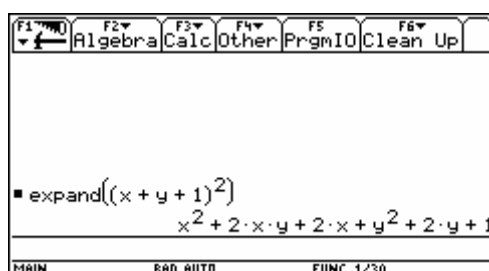 F1 F2 F3 F4 F5 F6
Algebra Calc Other PrgmIO Clean Up
expand((x + y + 1)²)
x² + 2·x·y + 2·x + y² + 2·y + 1
MAIN RAD AUTO FUNC 1/30